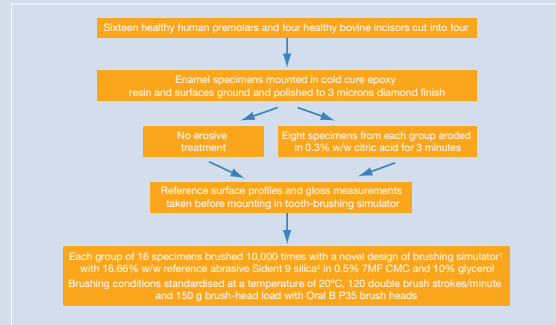 Sixteen healthy human premolars and four healthy bovine incisors cut into four
Enamel specimens mounted in cold cure epoxy
resin and surfaces ground and polished to 3 microns diamond finish
No erosive
treatment
Eight specimens from each group eroded
in 0.3% w/w citric acid for 3 minutes
Reference surface profiles and gloss measurements
taken before mounting in tooth-brushing simulator
Each group of 16 specimens brushed 10,000 times with a novel design of brushing simulator¹
with 16.66% w/w reference abrasive Sident 9 silica² in 0.5% 7MF CMC and 10% glycerol
Brushing conditions standardised at a temperature of 20°C, 120 double brush strokes/minute
and 150 g brush-head load with Oral B P35 brush heads